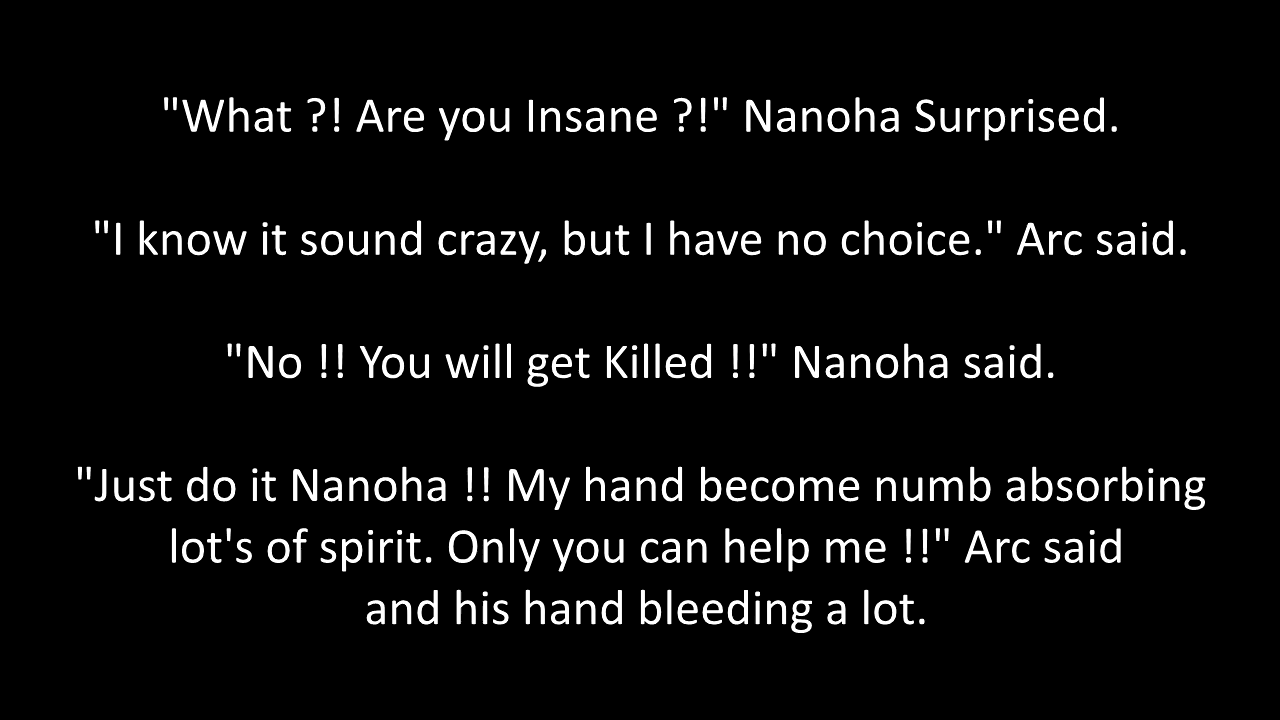 "What ?! Are you Insane ?!" Nanoha Surprised.
"I know it sound crazy, but I have no choice." Arc said.
"No !! You will get Killed !!" Nanoha said.
"Just do it Nanoha !! My hand become numb absorbing
lot's of spirit. Only you can help me !!" Arc said
and his hand bleeding a lot.